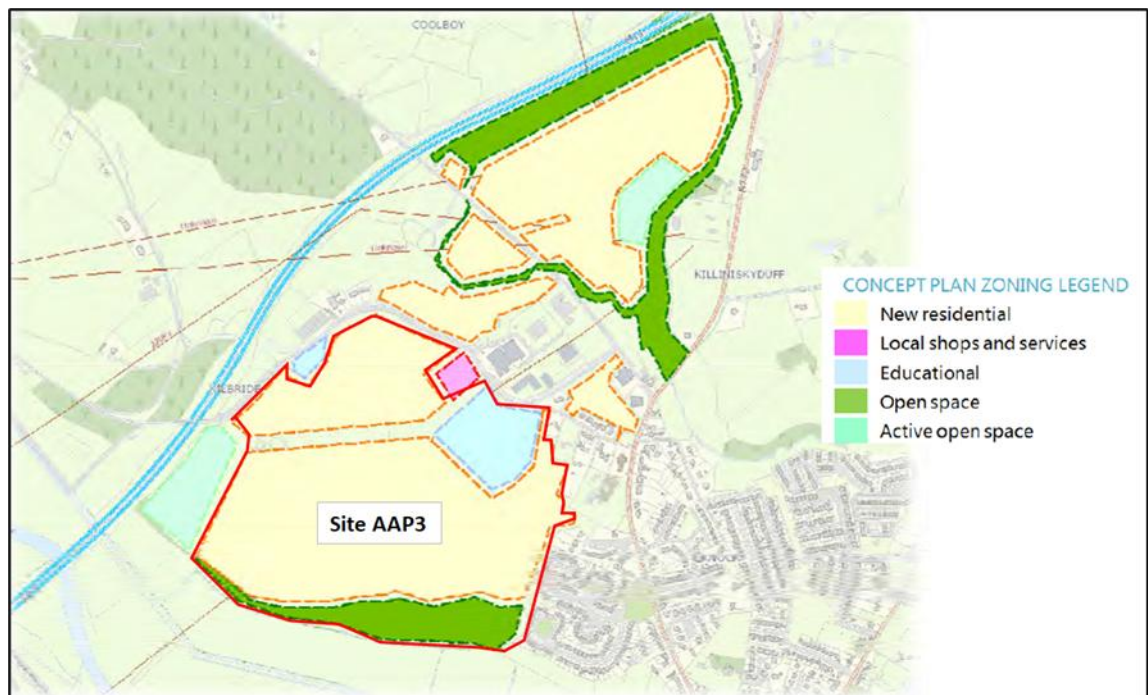 COOLBOY
KILLINISKYDUFF
KILBRIDE
Site AAP3
CONCEPT PLAN ZONING LEGEND
New residential
Local shops and services
Educational
Open space
Active open space